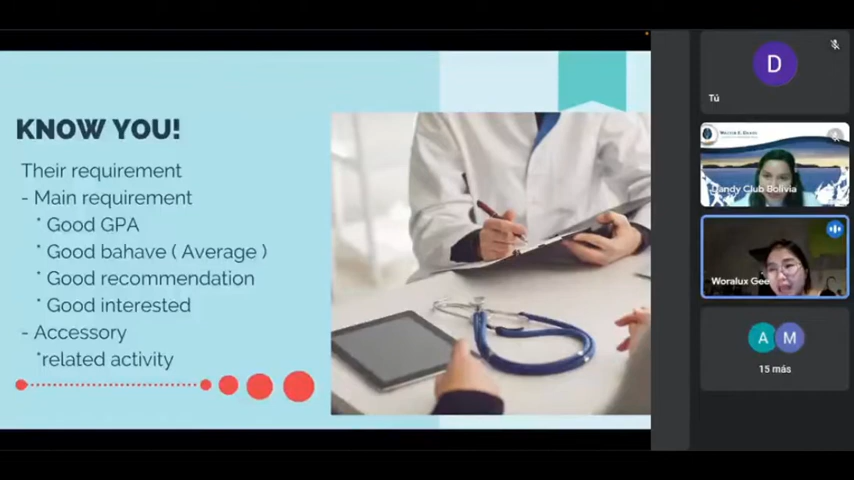 KNOW YOU!
Their requirement
- Main requirement
* Good GPA
* Good bahave ( Average )
* Good recommendation
* Good interested
- Accessory
*related activity
D
Tú
Dandy Club Bolivia
Woralux Gee
A M
15 más